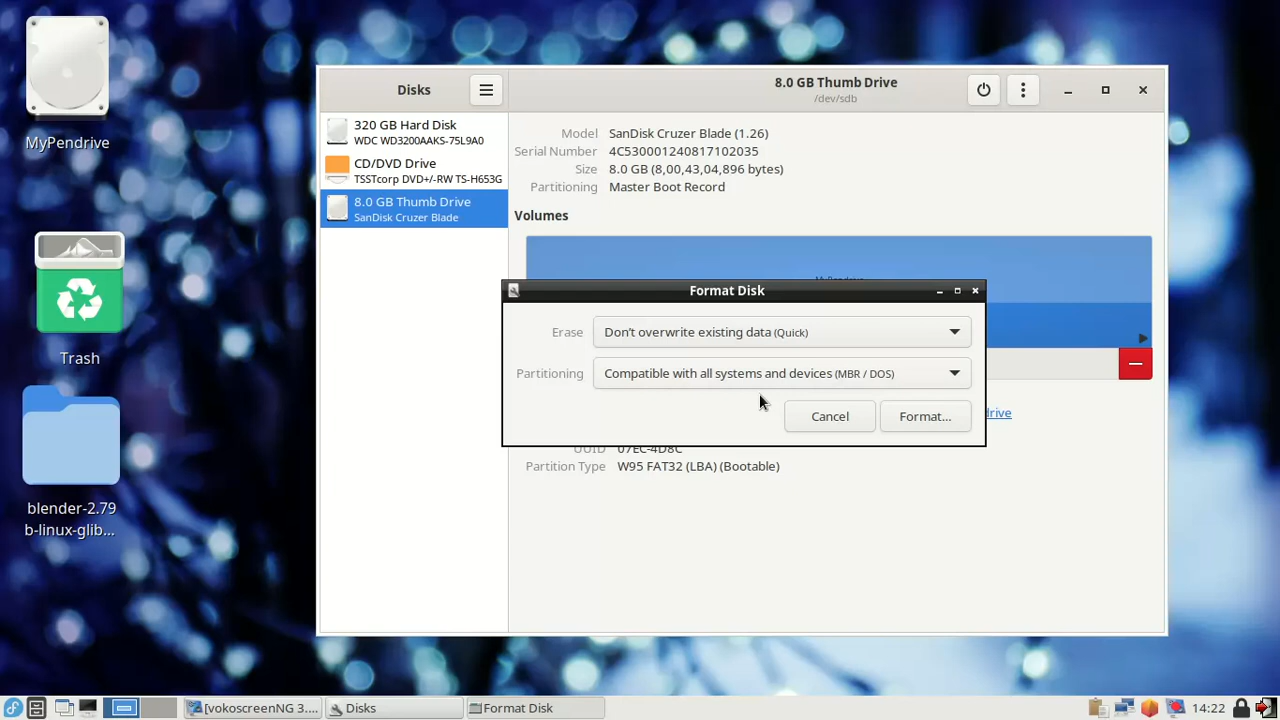 MyPendrive
Trash
blender-2.79
b-linux-glib...
Disks
320 GB Hard Disk
WDC WD3200AAKS-75L9A0
CD/DVD Drive
TSSTcorp DVD+/-RW TS-H653G
8.0 GB Thumb Drive
SanDisk Cruzer Blade
8.0 GB Thumb Drive
/dev/sdb
Model SanDisk Cruzer Blade (1.26)
Serial Number 4C530001240817102035
Size 8.0 GB (8,00,43,04,896 bytes)
Partitioning Master Boot Record
Volumes
Format Disk
Erase Don't overwrite existing data (Quick)
Partitioning Compatible with all systems and devices (MBR / DOS)
Cancel Format...
drive
UUID 07EC-4D8C
Partition Type W95 FAT32 (LBA) (Bootable)
[vokoscreenNG 3.... Disks Format Disk 14:22